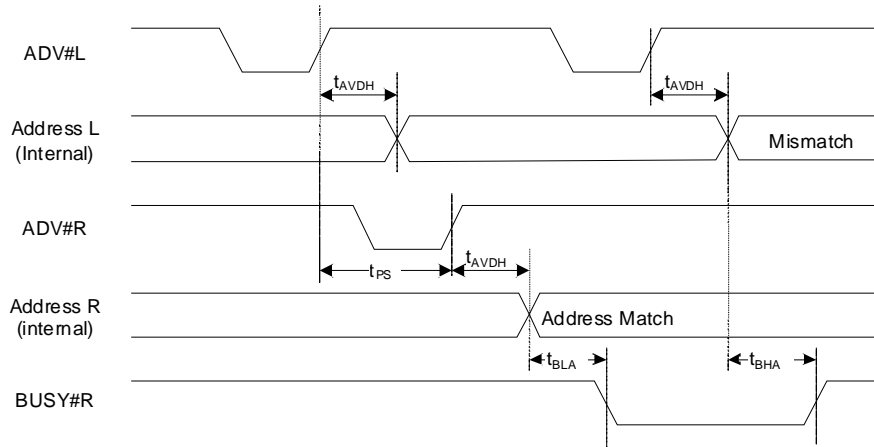 ADV#L
tAVDH
tAVDH
Address L
(Internal)
Mismatch
ADV#R
tPS
tAVDH
Address R
(internal)
Address Match
tBLA
tBHA
BUSY#R